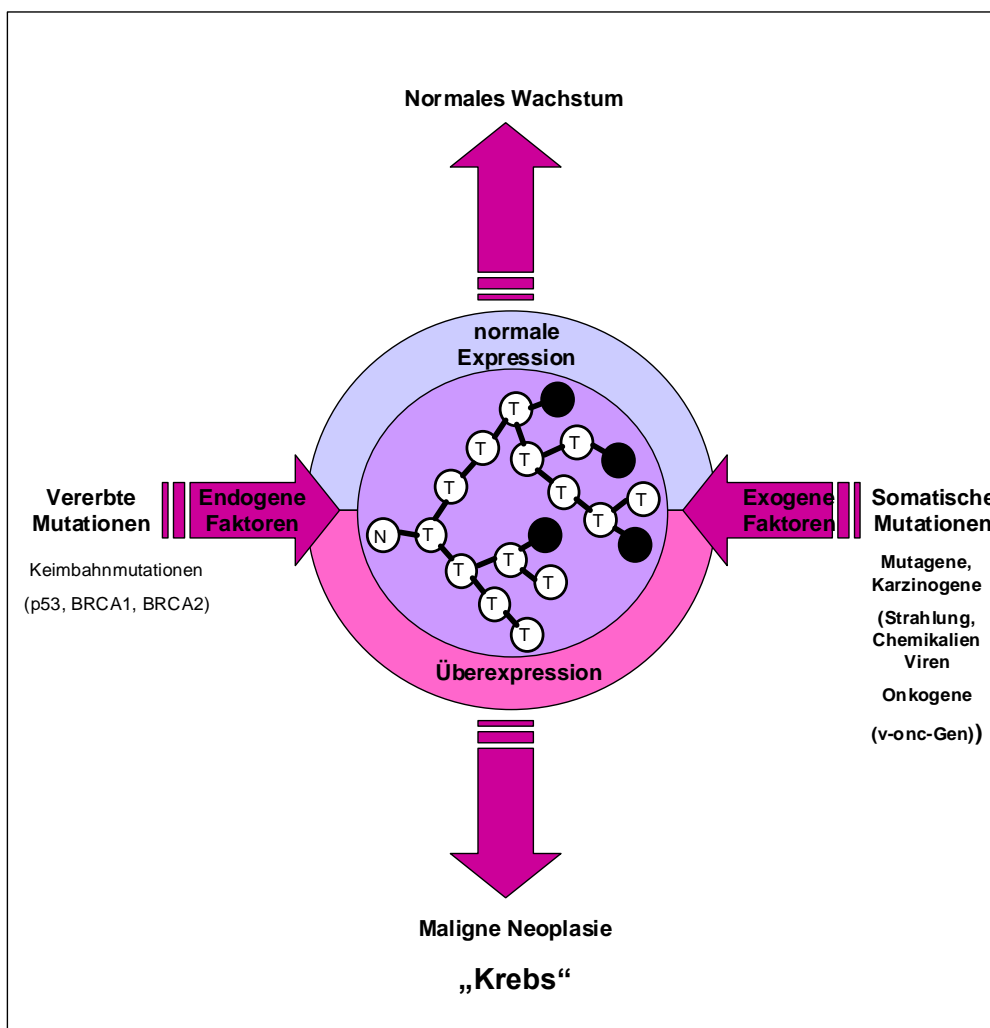 Normales Wachstum
normale
Expression
Vererbte
Mutationen
Endogene
Faktoren
Exogene
Faktoren
Somatische
Mutationen
Keimbahnmutationen
(p53, BRCA1, BRCA2)
Mutagene,
Karzinogene
(Strahlung,
Chemikalien
Viren
Onkogene
(v-onc-Gen))
T
T
T
T
T
T
T
T
N
T
T
T
T
T
T
T
Überexpression
Maligne Neoplasie
„Krebs“